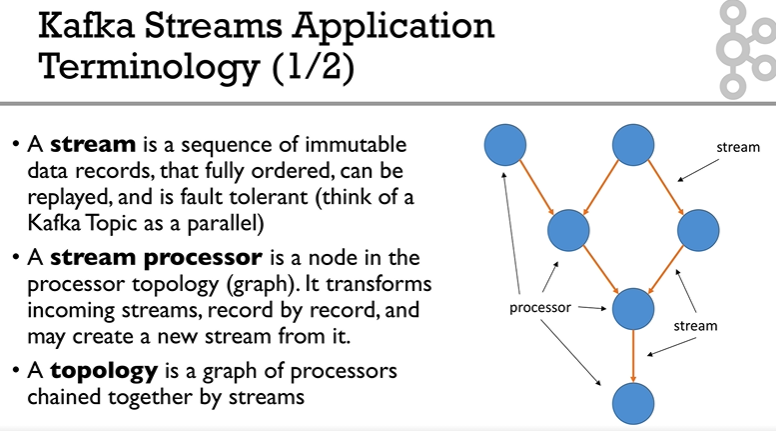 Kafka Streams Application
Terminology (1/2)
• A stream is a sequence of immutable
data records, that fully ordered, can be
replayed, and is fault tolerant (think of a
Kafka Topic as a parallel)
• A stream processor is a node in the
processor topology (graph). It transforms
incoming streams, record by record, and
may create a new stream from it.
• A topology is a graph of processors
chained together by streams
stream
processor
stream